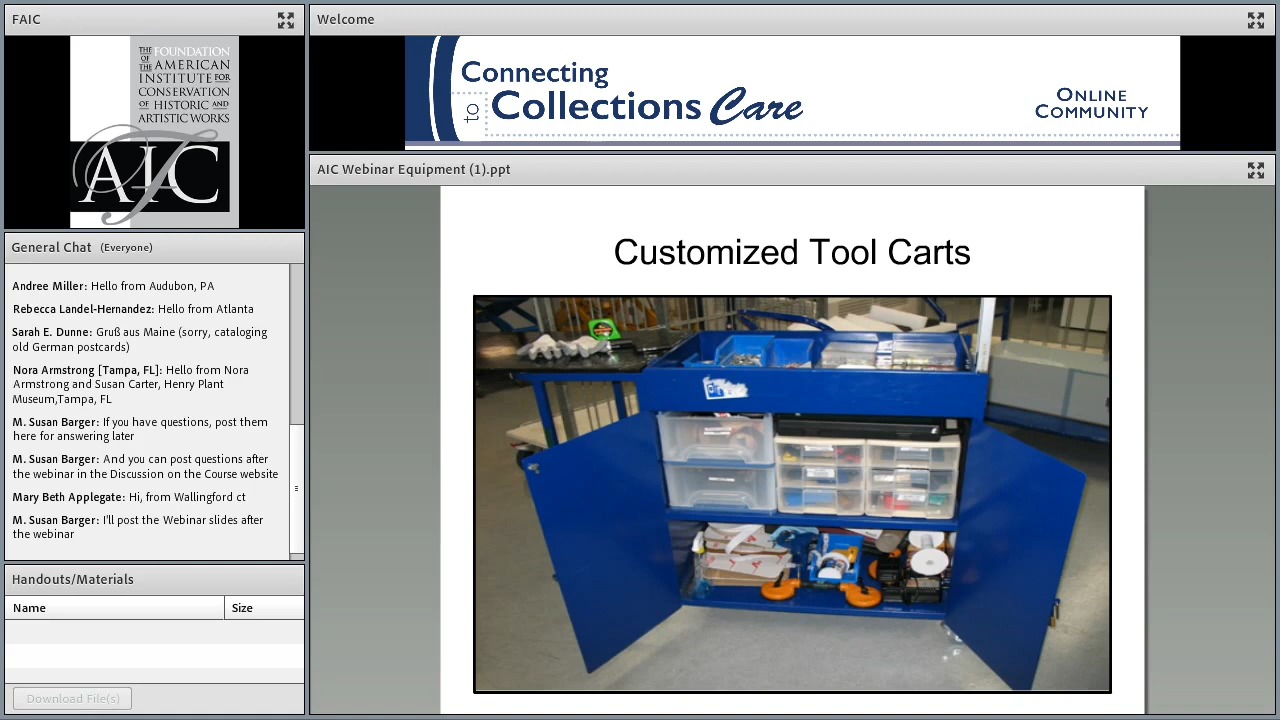 FAIC
THE FOUNDATION
OF THE AMERICAN
INSTITUTE FOR
CONSERVATION
OF HISTORIC AND
ARTISTIC WORKS
AIC
Welcome
Connecting
to
Collections Care
ONLINE
COMMUNITY
General Chat (Everyone)
Andree Miller: Hello from Audubon, PA
Rebecca Landel-Hernandez: Hello from Atlanta
Sarah E. Dunne: Gruß aus Maine (sorry, cataloging
old German postcards)
Nora Armstrong [Tampa, FL]: Hello from Nora
Armstrong and Susan Carter, Henry Plant
Museum,Tampa, FL
M. Susan Barger: If you have questions, post them
here for answering later
M. Susan Barger: And you can post questions after
the webinar in the Discussion on the Course website
Mary Beth Applegate: Hi, from Wallingford ct
M. Susan Barger: I'll post the Webinar slides after
the webinar
Handouts/Materials
Name Size
Download File(s)
AIC Webinar Equipment (1).ppt
Customized Tool Carts